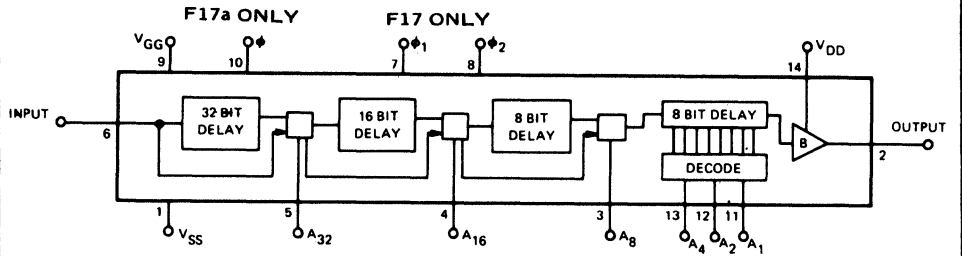 F17a ONLY
F17 ONLY
VGG
9
ϕ
10
ϕ1
7
ϕ2
8
VDD
14
INPUT
6
32 BIT
DELAY
16 BIT
DELAY
8 BIT
DELAY
8 BIT DELAY
DECODE
B
OUTPUT
2
1
VSS
5
A32
4
A16
3
A8
13
A4
12
A2
11
A1